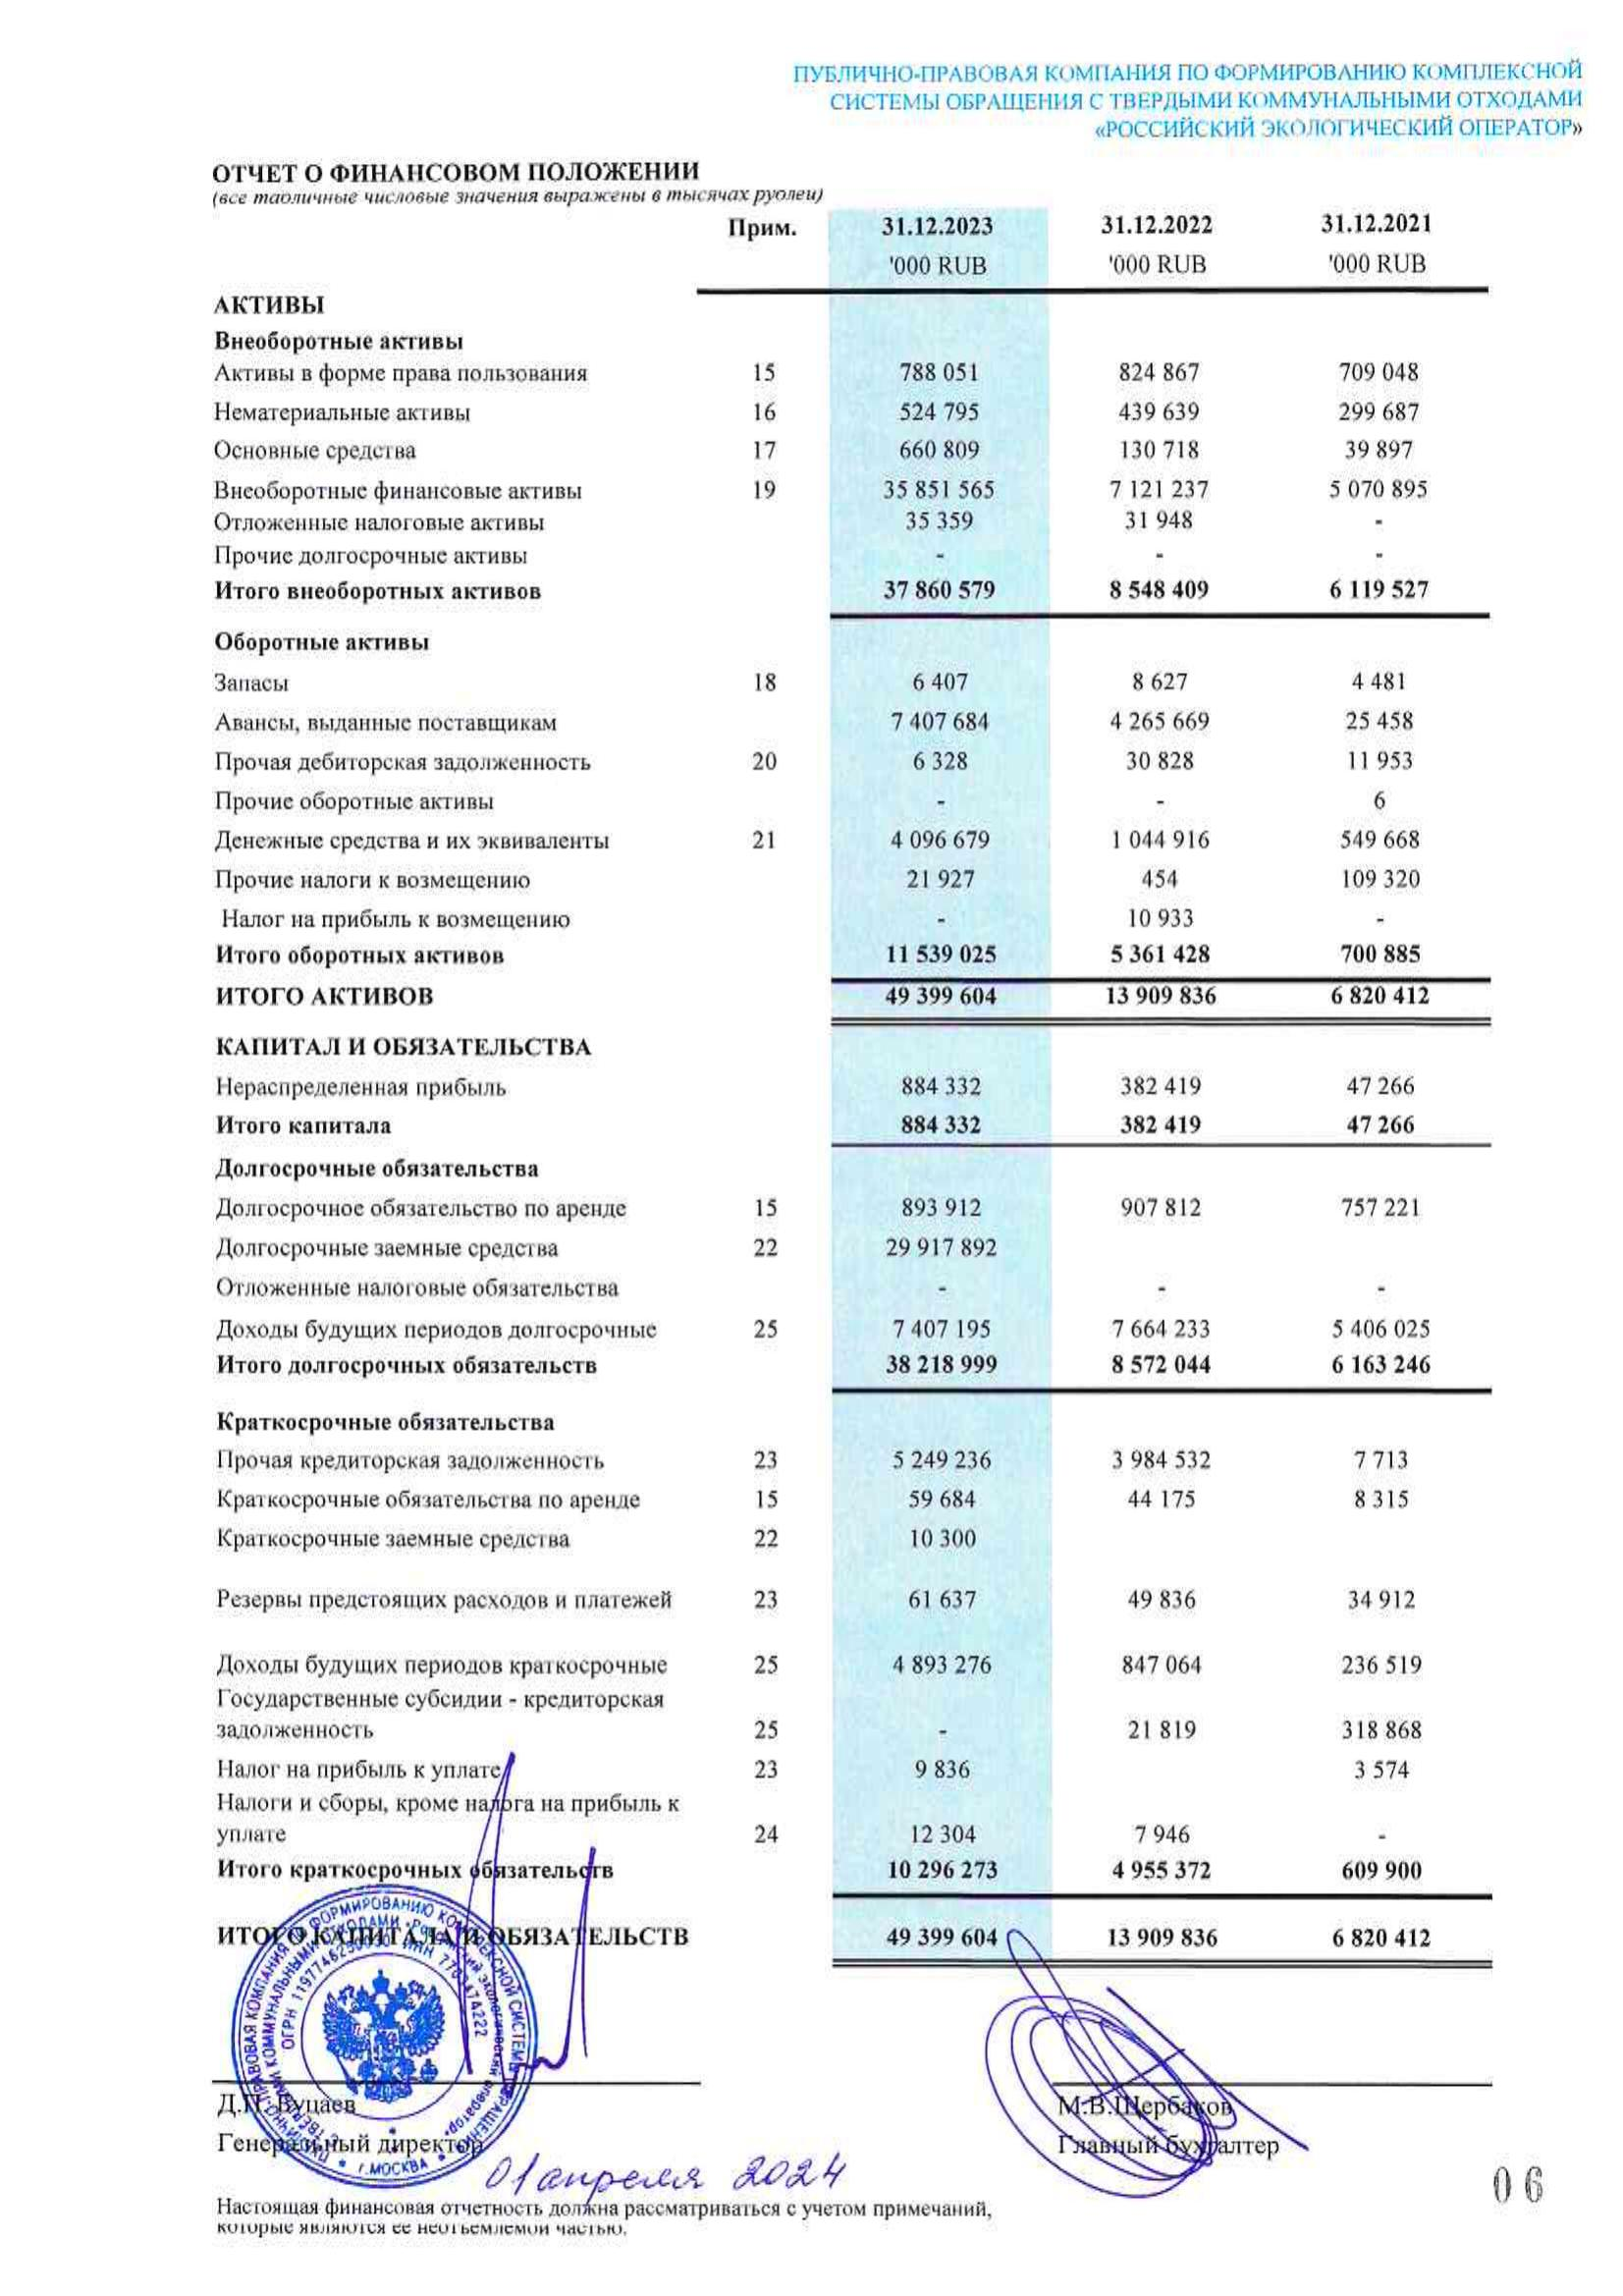 ПУБЛИЧНО-ПРАВОВАЯ КОМПАНИЯ ПО ФОРМИРОВАНИЮ КОМПЛЕКСНОЙ
СИСТЕМЫ ОБРАЩЕНИЯ С ТВЕРДЫМИ КОММУНАЛЬНЫМИ ОТХОДАМИ
«РОССИЙСКИЙ ЭКОЛОГИЧЕСКИЙ ОПЕРАТОР»
ОТЧЕТ О ФИНАНСОВОМ ПОЛОЖЕНИИ
(все табличные числовые значения выражены в тысячах рублей)
Прим. 31.12.2023 31.12.2022 31.12.2021
'000 RUB '000 RUB '000 RUB
АКТИВЫ
Внеоборотные активы
Активы в форме права пользования 15 788 051 824 867 709 048
Нематериальные активы 16 524 795 439 639 299 687
Основные средства 17 660 809 130 718 39 897
Внеоборотные финансовые активы 19 35 851 565 7 121 237 5 070 895
Отложенные налоговые активы 35 359 31 948 -
Прочие долгосрочные активы - - -
Итого внеоборотных активов 37 860 579 8 548 409 6 119 527
Оборотные активы
Запасы 18 6 407 8 627 4 481
Авансы, выданные поставщикам 7 407 684 4 265 669 25 458
Прочая дебиторская задолженность 20 6 328 30 828 11 953
Прочие оборотные активы - - 6
Денежные средства и их эквиваленты 21 4 096 679 1 044 916 549 668
Прочие налоги к возмещению 21 927 454 109 320
Налог на прибыль к возмещению - 10 933 -
Итого оборотных активов 11 539 025 5 361 428 700 885
ИТОГО АКТИВОВ 49 399 604 13 909 836 6 820 412
КАПИТАЛ И ОБЯЗАТЕЛЬСТВА
Нераспределенная прибыль 884 332 382 419 47 266
Итого капитала 884 332 382 419 47 266
Долгосрочные обязательства
Долгосрочное обязательство по аренде 15 893 912 907 812 757 221
Долгосрочные заемные средства 22 29 917 892
Отложенные налоговые обязательства - - -
Доходы будущих периодов долгосрочные 25 7 407 195 7 664 233 5 406 025
Итого долгосрочных обязательств 38 218 999 8 572 044 6 163 246
Краткосрочные обязательства
Прочая кредиторская задолженность 23 5 249 236 3 984 532 7 713
Краткосрочные обязательства по аренде 15 59 684 44 175 8 315
Краткосрочные заемные средства 22 10 300
Резервы предстоящих расходов и платежей 23 61 637 49 836 34 912
Доходы будущих периодов краткосрочные 25 4 893 276 847 064 236 519
Государственные субсидии - кредиторская
задолженность 25 - 21 819 318 868
Налог на прибыль к уплате 23 9 836 3 574
Налоги и сборы, кроме налога на прибыль к
уплате 24 12 304 7 946 -
Итого краткосрочных обязательств 10 296 273 4 955 372 609 900
ИТОГО КАПИТАЛА И ОБЯЗАТЕЛЬСТВ 49 399 604 13 909 836 6 820 412
Д.П. Буцаев М.В.Щербаков
Генеральный директор Главный бухгалтер
г.МОСКВА
01 апреля 2024
06
Настоящая финансовая отчетность должна рассматриваться с учетом примечаний,
которые являются ее неотъемлемой частью.